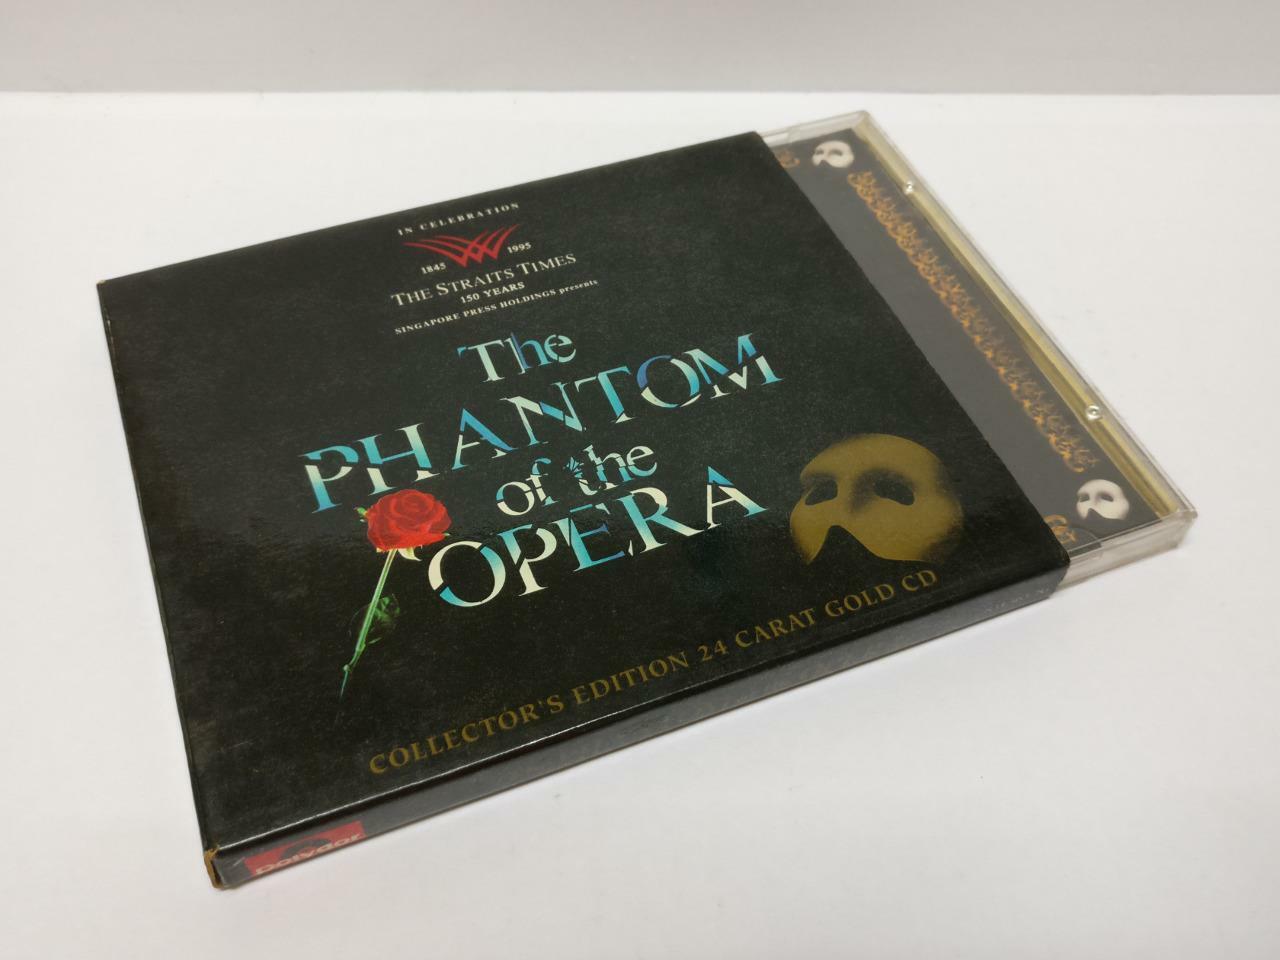 IN CELEBRATION
1845 1995
THE STRAITS TIMES
150 YEARS
SINGAPORE PRESS HOLDINGS presents
The
PHANTOM
of the
OPERA
COLLECTOR'S EDITION 24 CARAT GOLD CD
Polydor